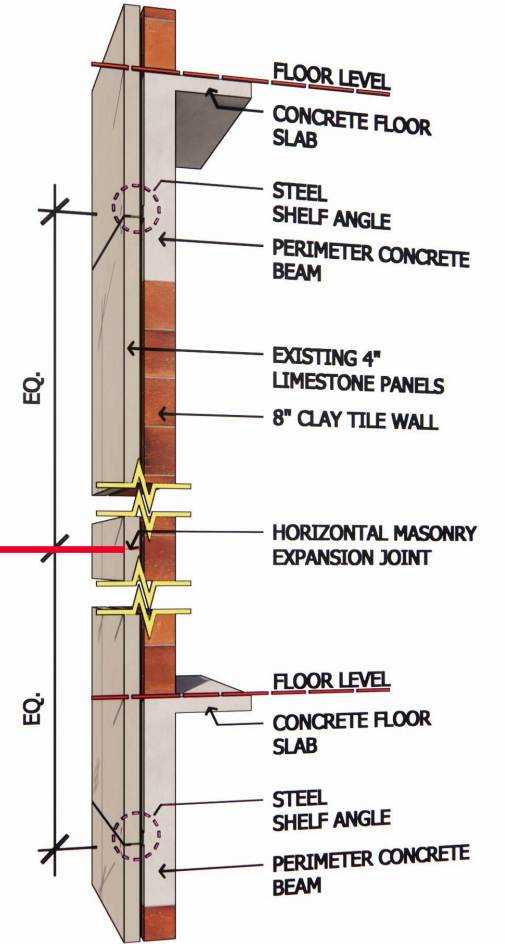 FLOOR LEVEL
CONCRETE FLOOR
SLAB
STEEL
SHELF ANGLE
PERIMETER CONCRETE
BEAM
EQ.
EXISTING 4"
LIMESTONE PANELS
8" CLAY TILE WALL
HORIZONTAL MASONRY
EXPANSION JOINT
EQ.
FLOOR LEVEL
CONCRETE FLOOR
SLAB
STEEL
SHELF ANGLE
PERIMETER CONCRETE
BEAM